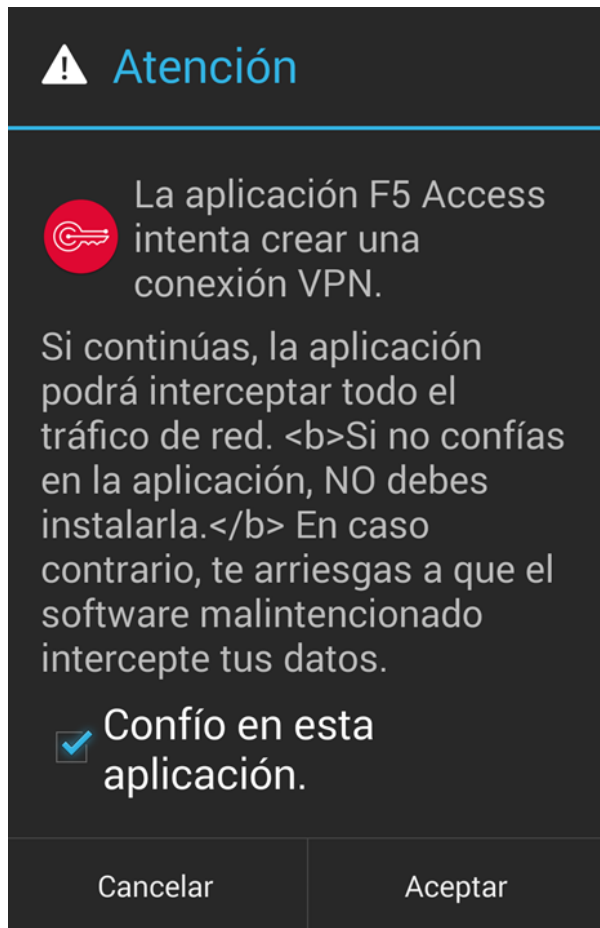 Atención
La aplicación F5 Access
intenta crear una
conexión VPN.
Si continúas, la aplicación
podrá interceptar todo el
tráfico de red. <b>Si no confías
en la aplicación, NO debes
instalarla.</b> En caso
contrario, te arriesgas a que el
software malintencionado
intercepte tus datos.
Confío en esta
aplicación.
Cancelar
Aceptar